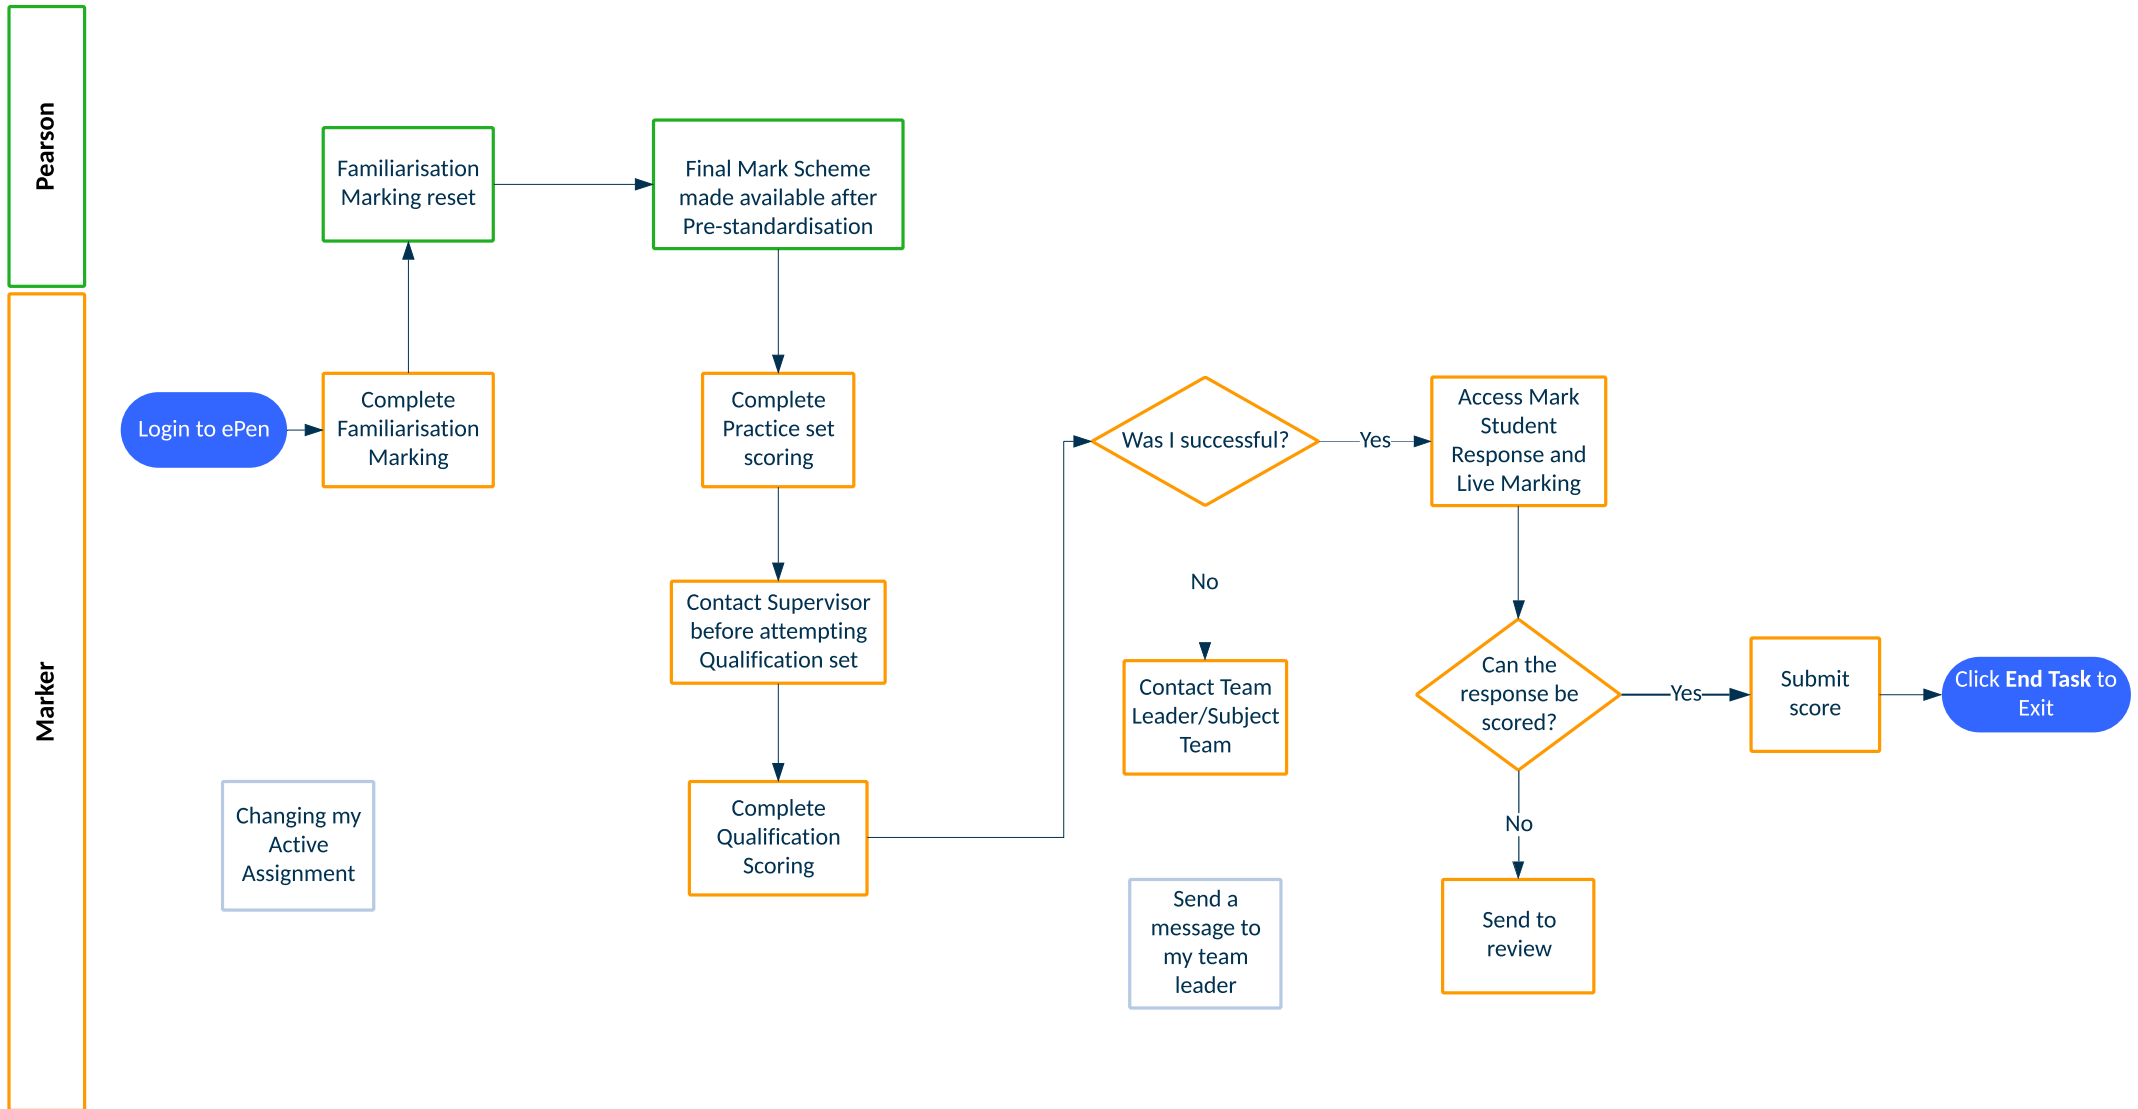 Pearson
Familiarisation
Marking reset
Final Mark Scheme
made available after
Pre-standardisation
Marker
Login to ePen
Complete
Familiarisation
Marking
Complete
Practice set
scoring
Contact Supervisor
before attempting
Qualification set
Complete
Qualification
Scoring
Was I successful?
Yes
Access Mark
Student
Response and
Live Marking
No
Contact Team
Leader/Subject
Team
Can the
response be
scored?
Yes
Submit
score
Click End Task to
Exit
No
Send to
review
Changing my
Active
Assignment
Send a
message to
my team
leader